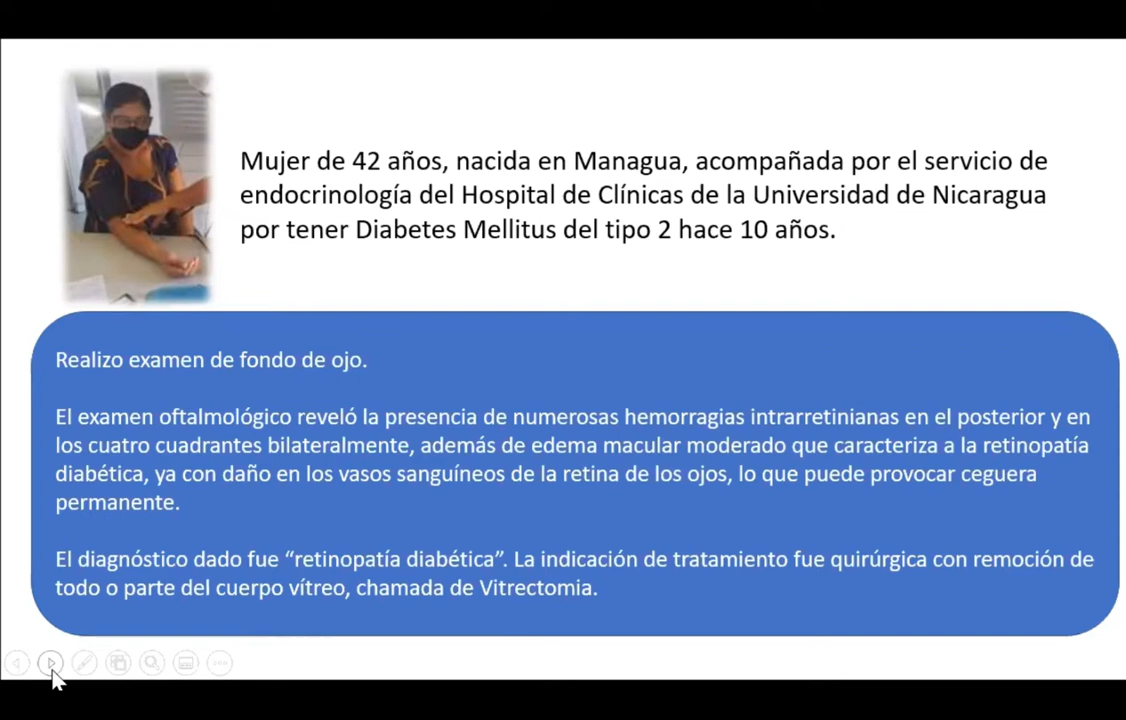 Mujer de 42 años, nacida en Managua, acompañada por el servicio de
endocrinología del Hospital de Clínicas de la Universidad de Nicaragua
por tener Diabetes Mellitus del tipo 2 hace 10 años.
Realizo examen de fondo de ojo.
El examen oftalmológico reveló la presencia de numerosas hemorragias intrarretinianas en el posterior y en
los cuatro cuadrantes bilateralmente, además de edema macular moderado que caracteriza a la retinopatía
diabética, ya con daño en los vasos sanguíneos de la retina de los ojos, lo que puede provocar ceguera
permanente.
El diagnóstico dado fue “retinopatía diabética”. La indicación de tratamiento fue quirúrgica con remoción de
todo o parte del cuerpo vítreo, chamada de Vitrectomia.